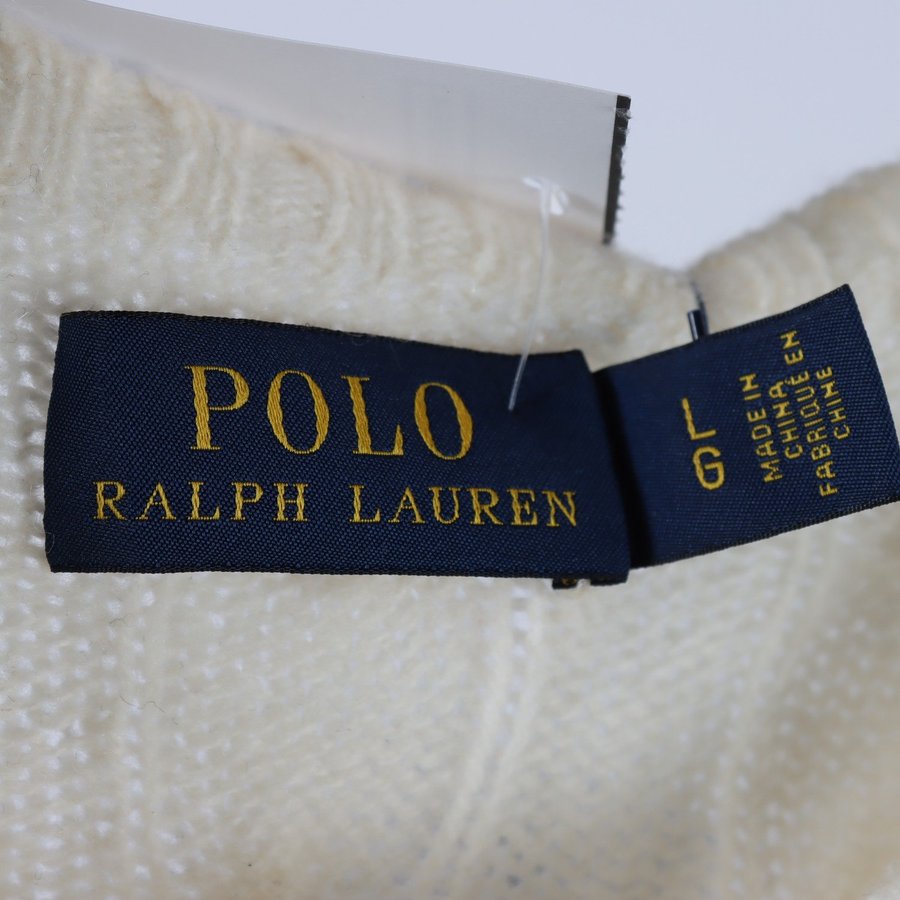 POLO
RALPH LAUREN
L
G
MADE IN
CHINA
FABRIQUÉ EN
CHINE